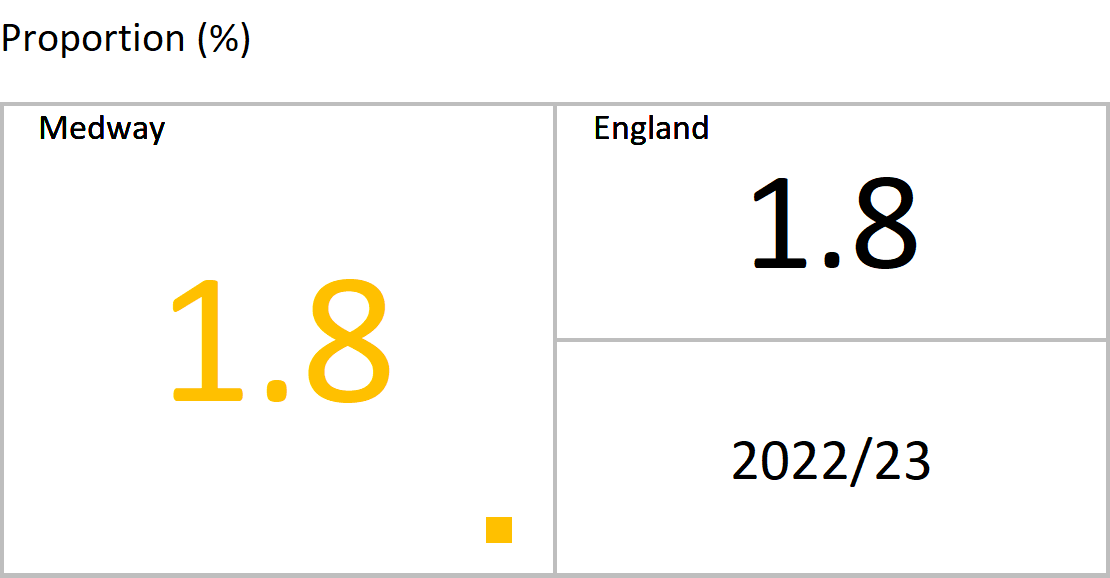 Proportion (%)
Medway
1.8
England
1.8
2022/23